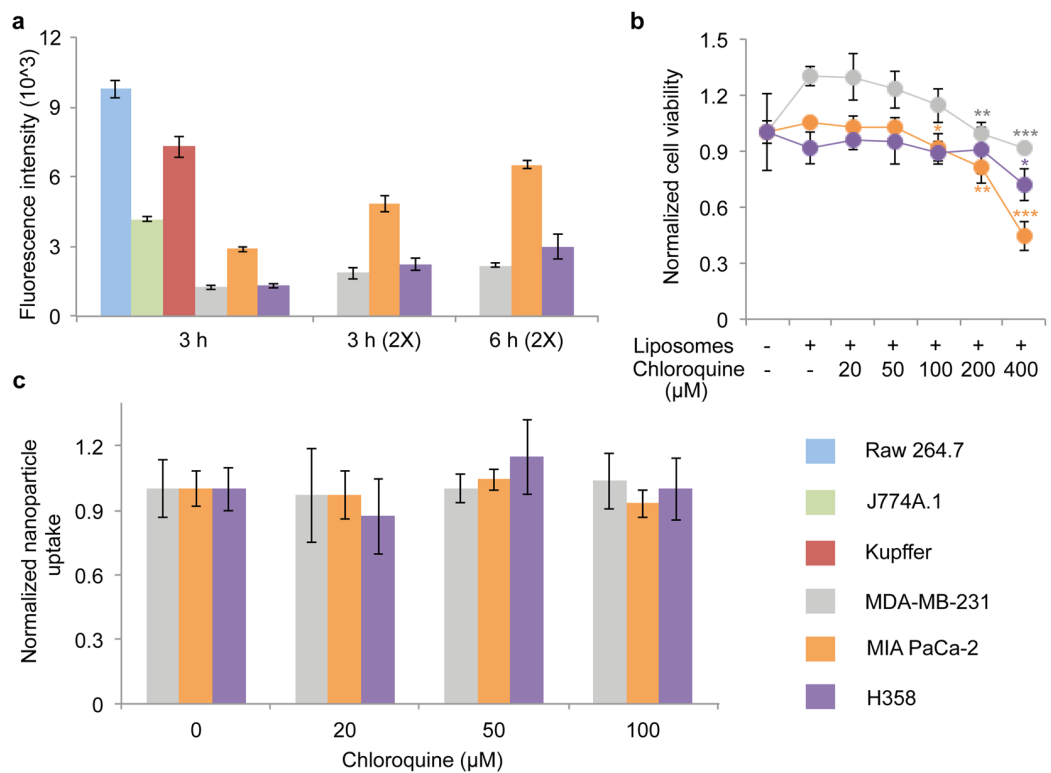 a
Fluorescence intensity (10^3)
12
9
6
3
0
3 h
3 h (2X)
6 h (2X)
b
Normalized cell viability
1.5
1.2
0.9
0.6
0.3
0
*
**
**
***
*
***
Liposomes - + + + + + +
Chloroquine - - 20 50 100 200 400
(µM)
c
Normalized nanoparticle
uptake
1.2
0.9
0.6
0.3
0
0
20
50
100
Chloroquine (µM)
Raw 264.7
J774A.1
Kupffer
MDA-MB-231
MIA PaCa-2
H358